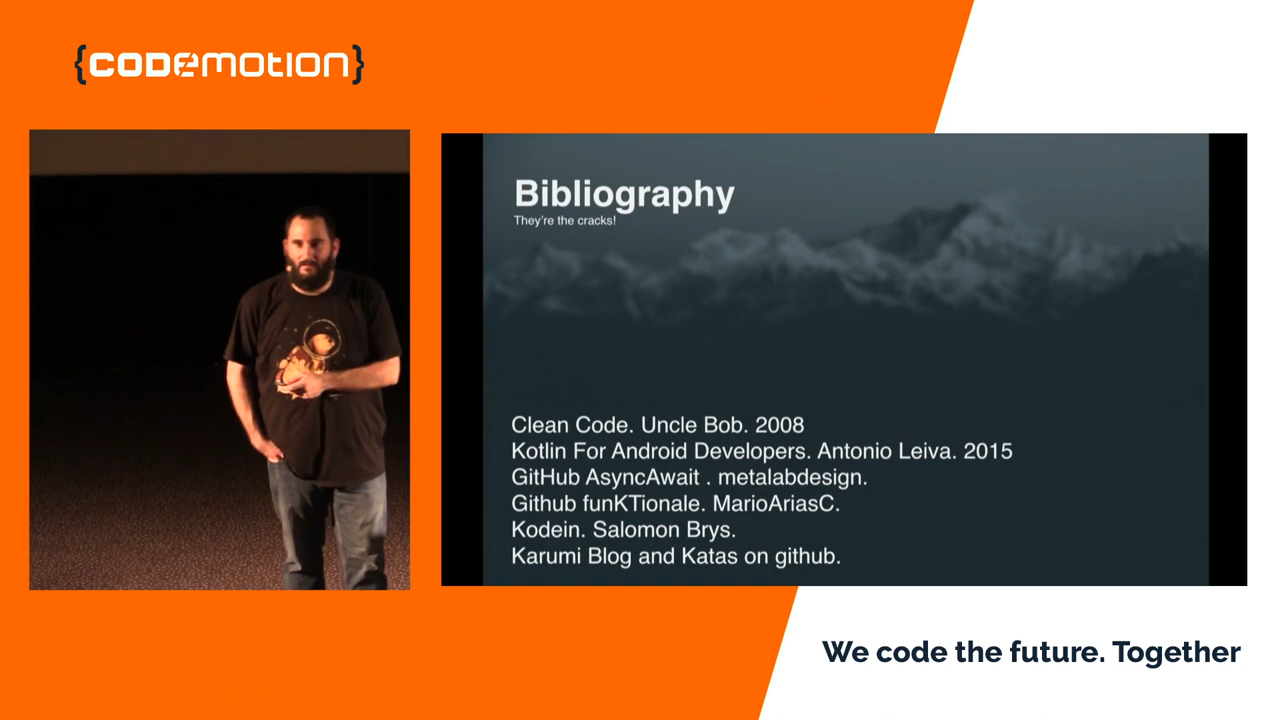 {CODEMOTION}
Bibliography
They're the cracks!
Clean Code. Uncle Bob. 2008
Kotlin For Android Developers. Antonio Leiva. 2015
GitHub AsyncAwait . metalabdesign.
Github funKTionale. MarioAriasC.
Kodein. Salomon Brys.
Karumi Blog and Katas on github.
We code the future. Together